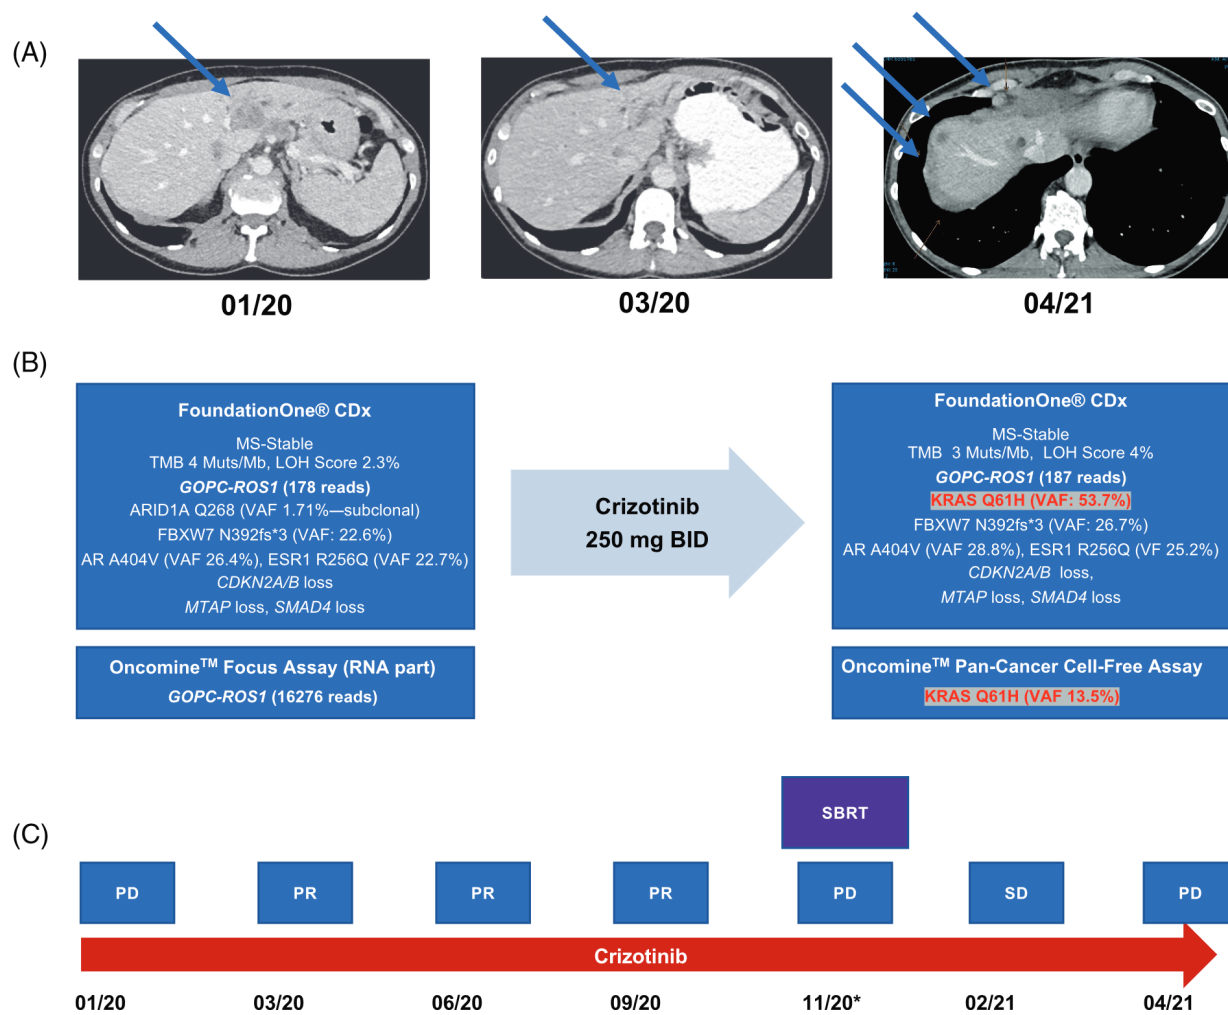 (A)
01/20
03/20
04/21
(B)
FoundationOne® CDx
MS-Stable
TMB 4 Muts/Mb, LOH Score 2.3%
GOPC-ROS1 (178 reads)
ARID1A Q268 (VAF 1.71%—subclonal)
FBXW7 N392fs*3 (VAF: 22.6%)
AR A404V (VAF 26.4%), ESR1 R256Q (VAF 22.7%)
CDKN2A/B loss
MTAP loss, SMAD4 loss
Oncomine™ Focus Assay (RNA part)
GOPC-ROS1 (16276 reads)
Crizotinib
250 mg BID
FoundationOne® CDx
MS-Stable
TMB 3 Muts/Mb, LOH Score 4%
GOPC-ROS1 (187 reads)
KRAS Q61H (VAF: 53.7%)
FBXW7 N392fs*3 (VAF: 26.7%)
AR A404V (VAF 28.8%), ESR1 R256Q (VF 25.2%)
CDKN2A/B loss,
MTAP loss, SMAD4 loss
Oncomine™ Pan-Cancer Cell-Free Assay
KRAS Q61H (VAF 13.5%)
(C)
SBRT
PD PR PR PR PD SD PD
Crizotinib
01/20 03/20 06/20 09/20 11/20* 02/21 04/21